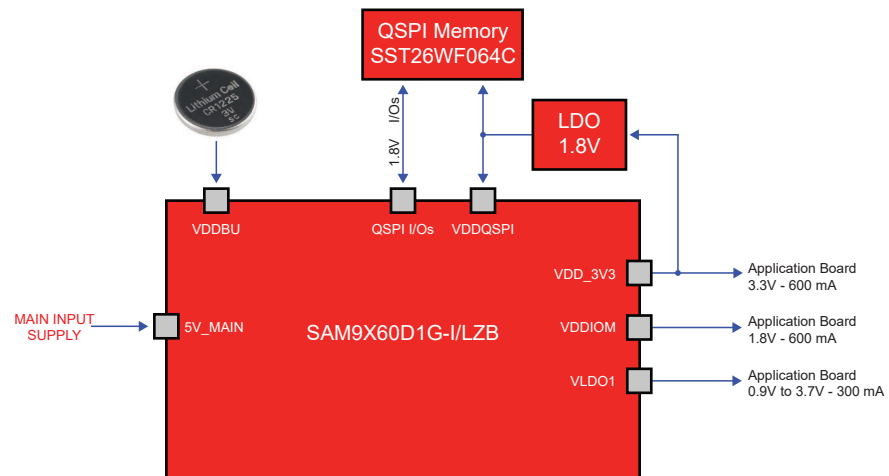 QSPI Memory
SST26WF064C
Lithium Cell
CR1225
3V
SC
1.8V I/Os
LDO
1.8V
VDDBU
QSPI I/Os
VDDQSPI
VDD_3V3
Application Board
3.3V - 600 mA
MAIN INPUT
SUPPLY
5V_MAIN
SAM9X60D1G-I/LZB
VDDIOM
Application Board
1.8V - 600 mA
VLDO1
Application Board
0.9V to 3.7V - 300 mA